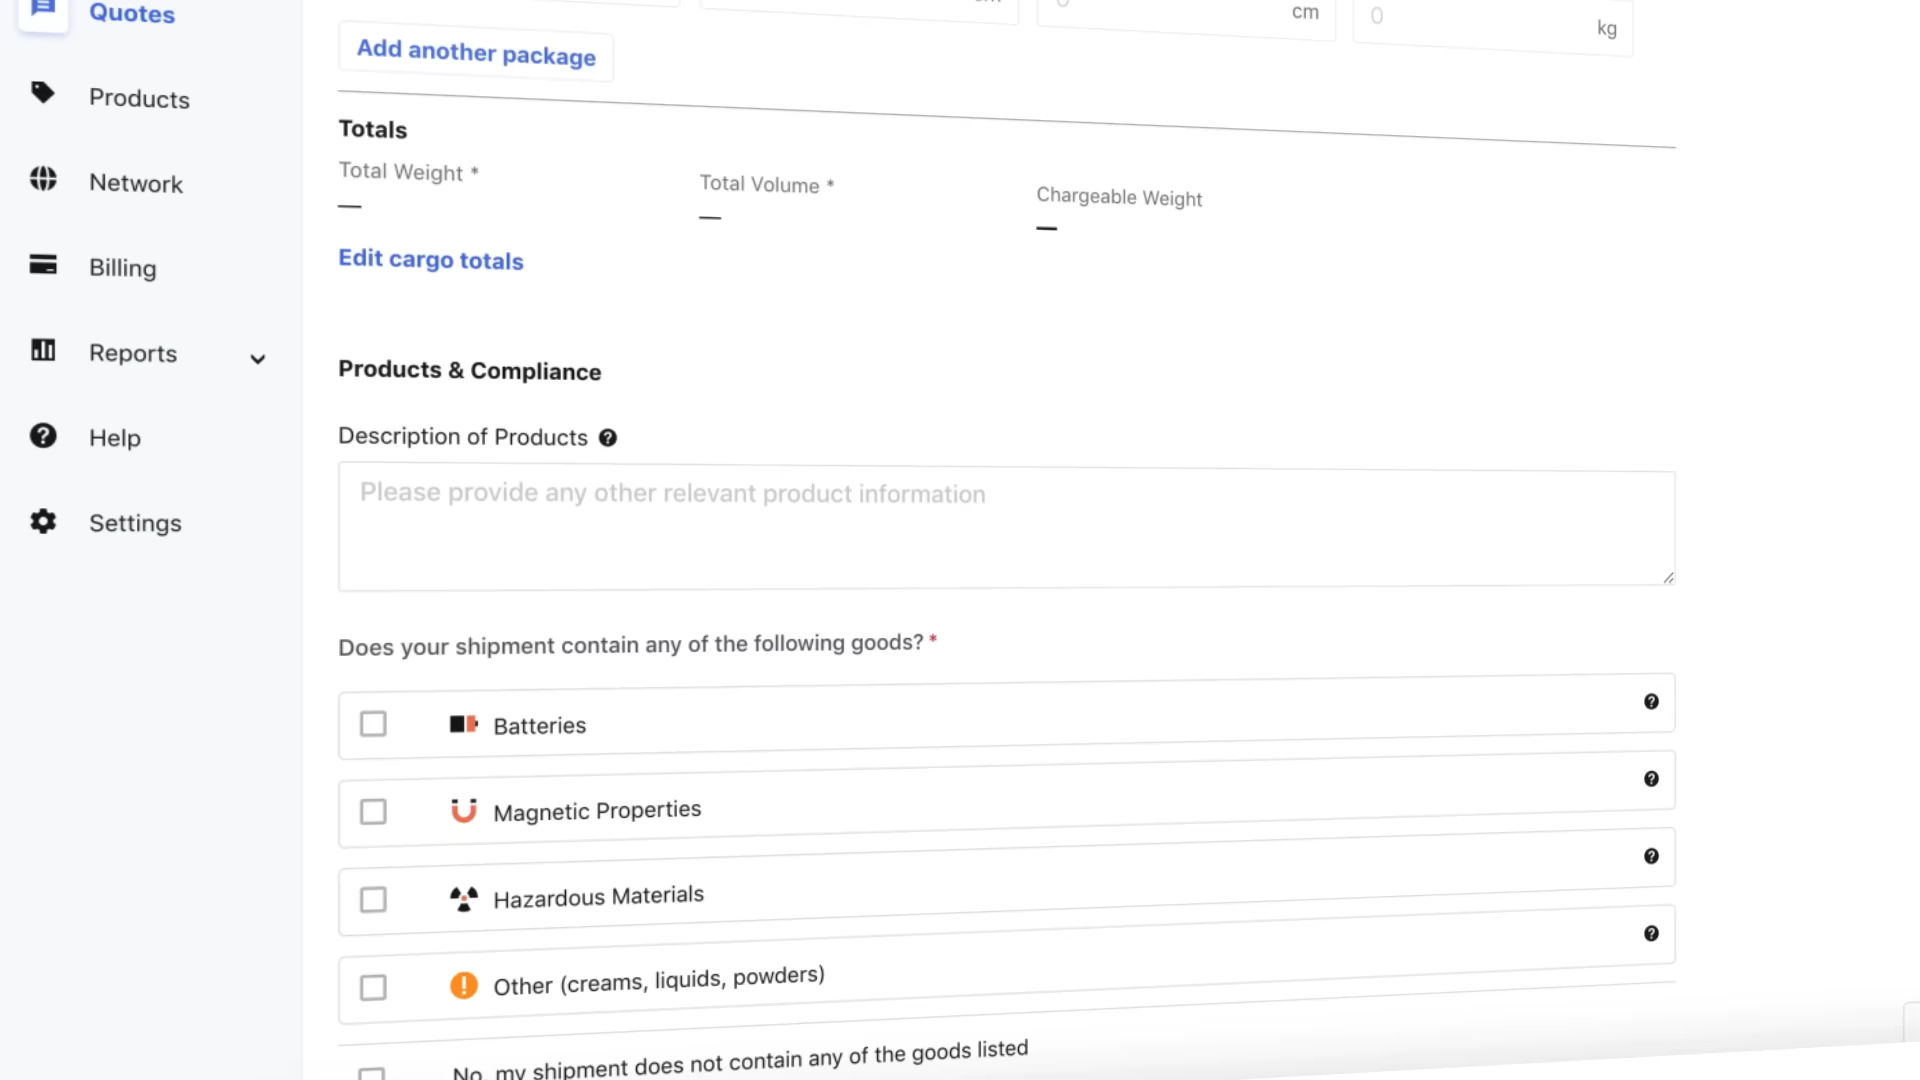 Quotes
Products
Network
Billing
Reports
Help
Settings
cm
0
kg
Add another package
Totals
Total Weight *
—
Total Volume *
—
Chargeable Weight
—
Edit cargo totals
Products & Compliance
Description of Products
Please provide any other relevant product information
Does your shipment contain any of the following goods? *
Batteries
Magnetic Properties
Hazardous Materials
Other (creams, liquids, powders)
No, my shipment does not contain any of the goods listed